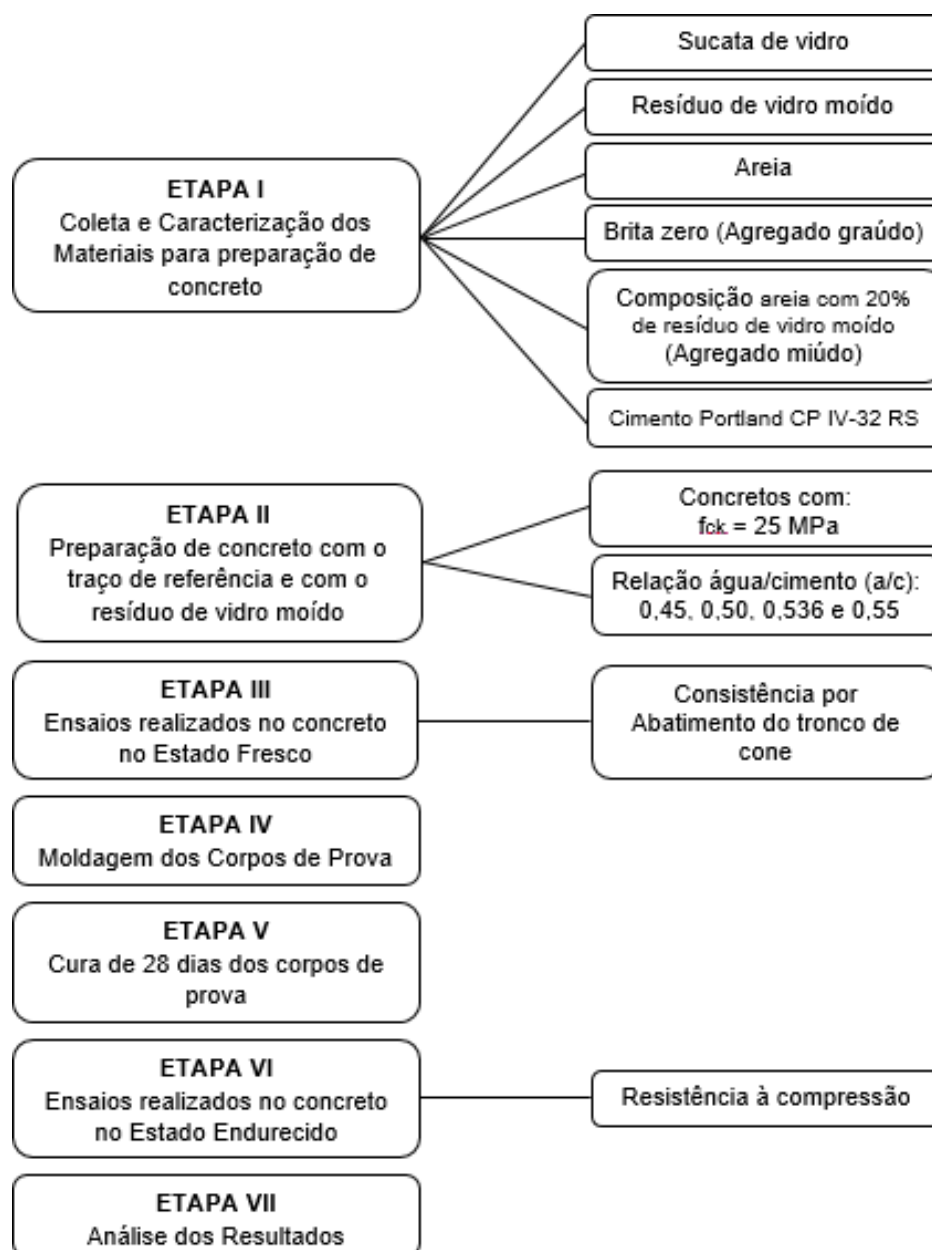 Sucata de vidro
Resíduo de vidro moído
Areia
Brita zero (Agregado graúdo)
Composição areia com 20%
de resíduo de vidro moído
(Agregado miúdo)
Cimento Portland CP IV-32 RS
ETAPA I
Coleta e Caracterização dos
Materiais para preparação de
concreto
ETAPA II
Preparação de concreto com o
traço de referência e com o
resíduo de vidro moído
Concretos com:
fck = 25 MPa
Relação água/cimento (a/c):
0,45, 0,50, 0,536 e 0,55
ETAPA III
Ensaios realizados no concreto
no Estado Fresco
Consistência por
Abatimento do tronco de
cone
ETAPA IV
Moldagem dos Corpos de Prova
ETAPA V
Cura de 28 dias dos corpos de
prova
ETAPA VI
Ensaios realizados no concreto
no Estado Endurecido
Resistência à compressão
ETAPA VII
Análise dos Resultados